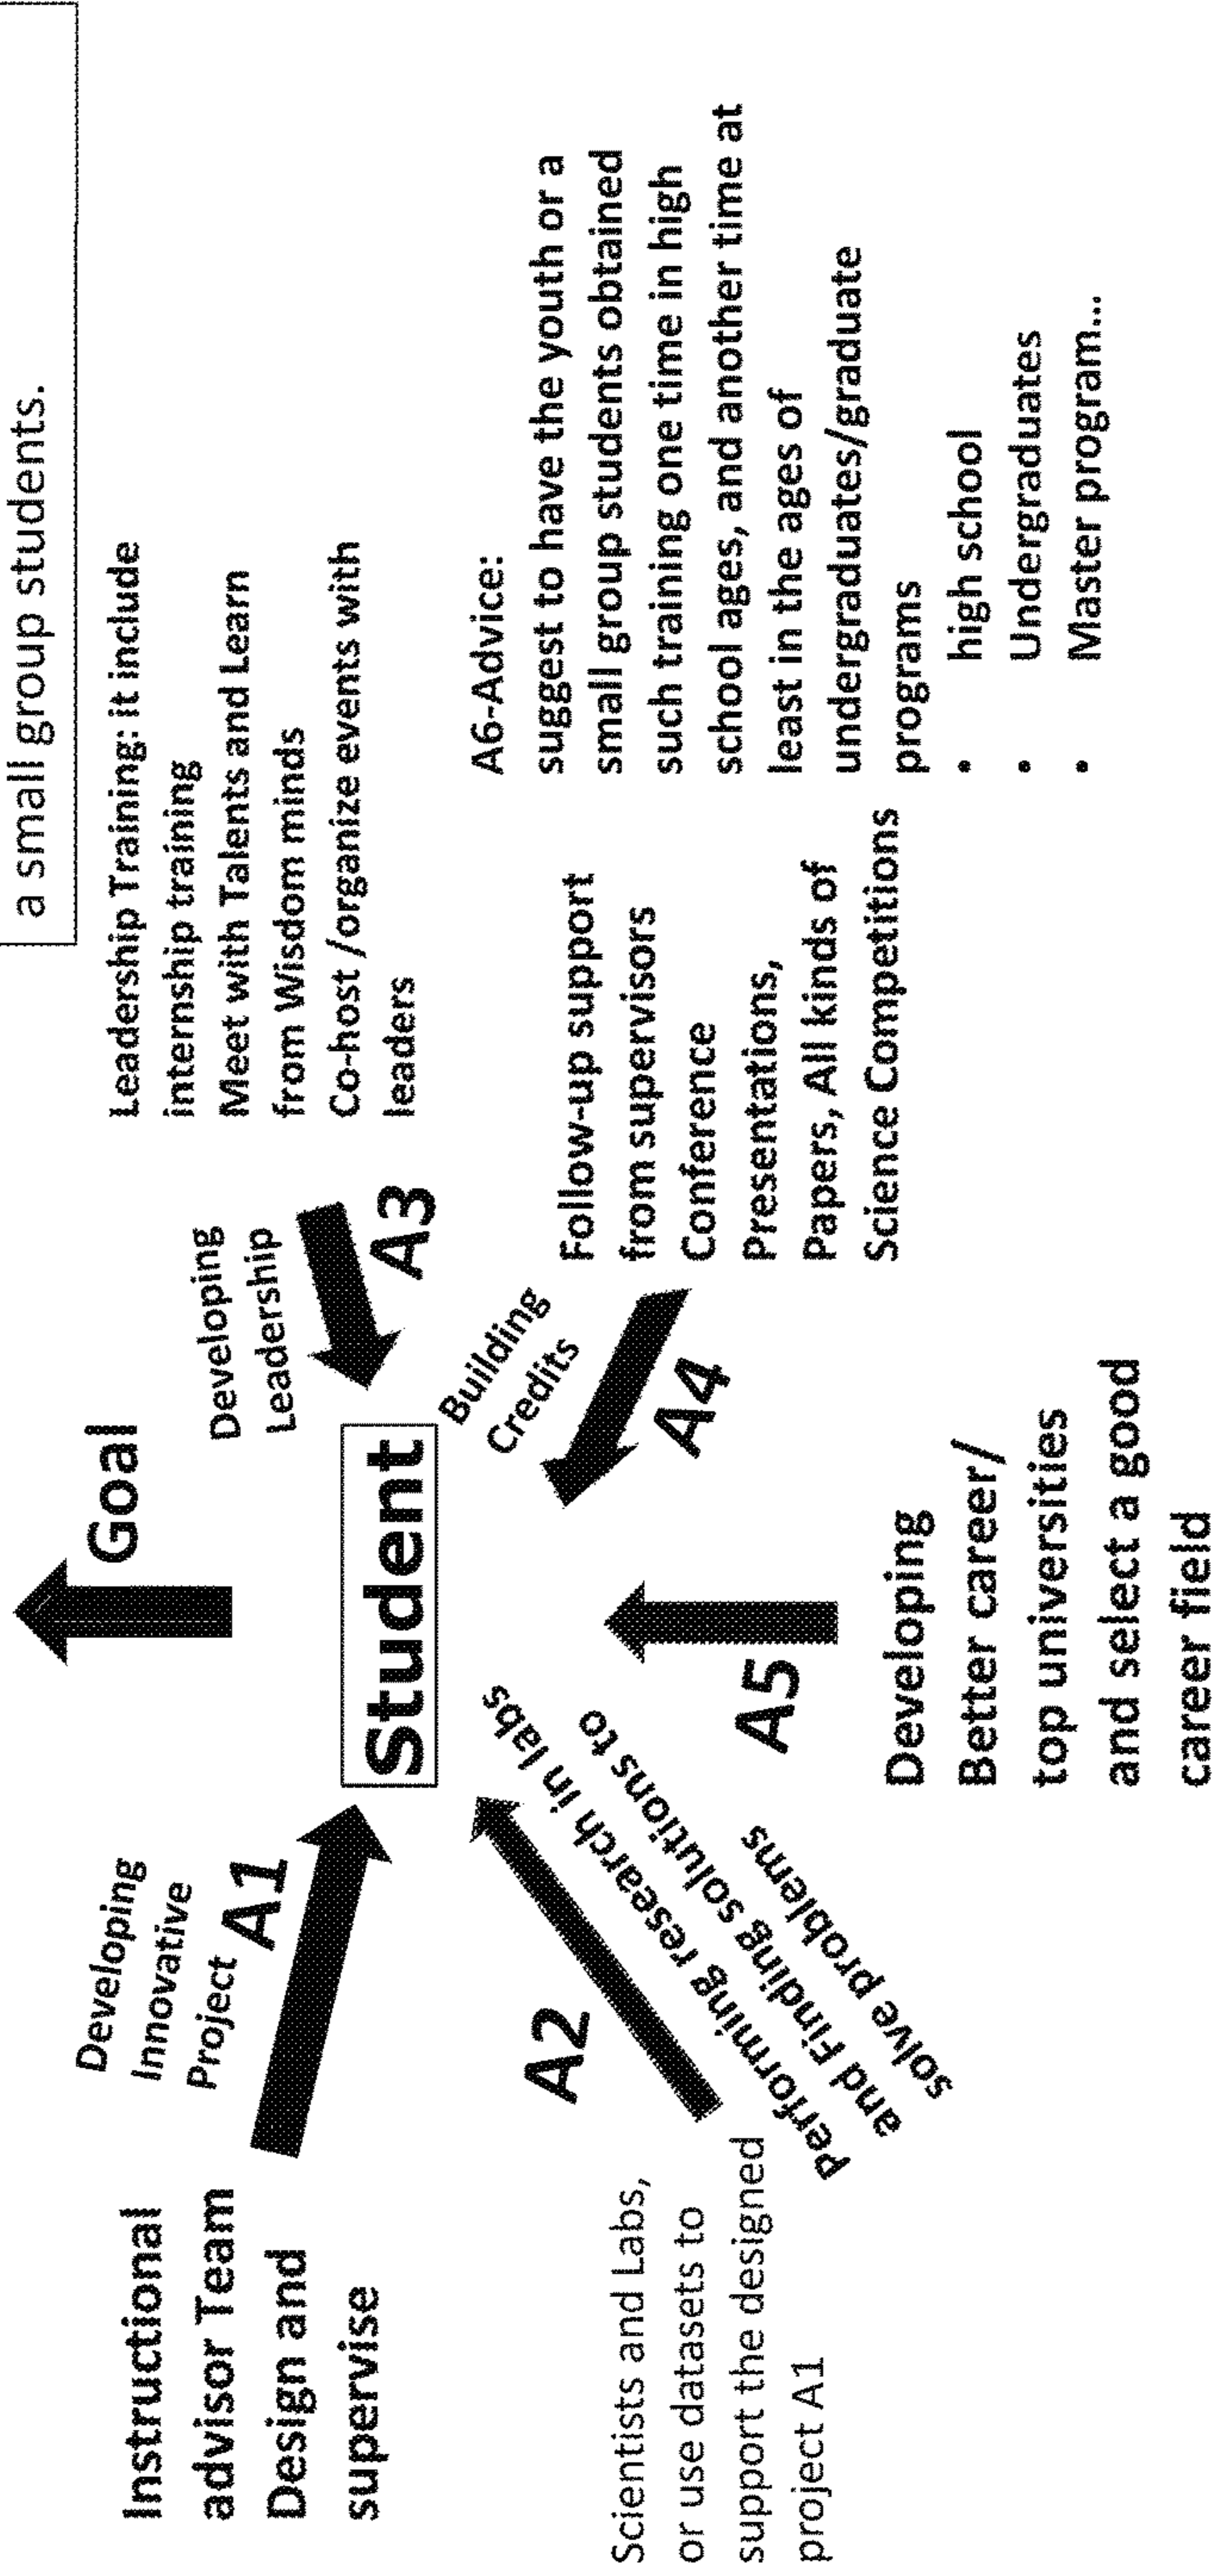 a small group students.
Goal
Developing
Innovative
Project
A1
Instructional
advisor Team
Design and
supervise
Student
Developing
Leadership
A3
Leadership Training: it include
internship training
Meet with Talents and Learn
from Wisdom minds
Co-host /organize events with
leaders
A2
Scientists and Labs,
or use datasets to
support the designed
project A1
Performing research in labs
and Finding solutions to
solve problems
A5
Developing
Better career/
top universities
and select a good
career field
Building
Credits
A4
Follow-up support
from supervisors
Conference
Presentations,
Papers, All kinds of
Science Competitions
A6-Advice:
suggest to have the youth or a
small group students obtained
such training one time in high
school ages, and another time at
least in the ages of
undergraduates/graduate
programs
• high school
• Undergraduates
• Master program...